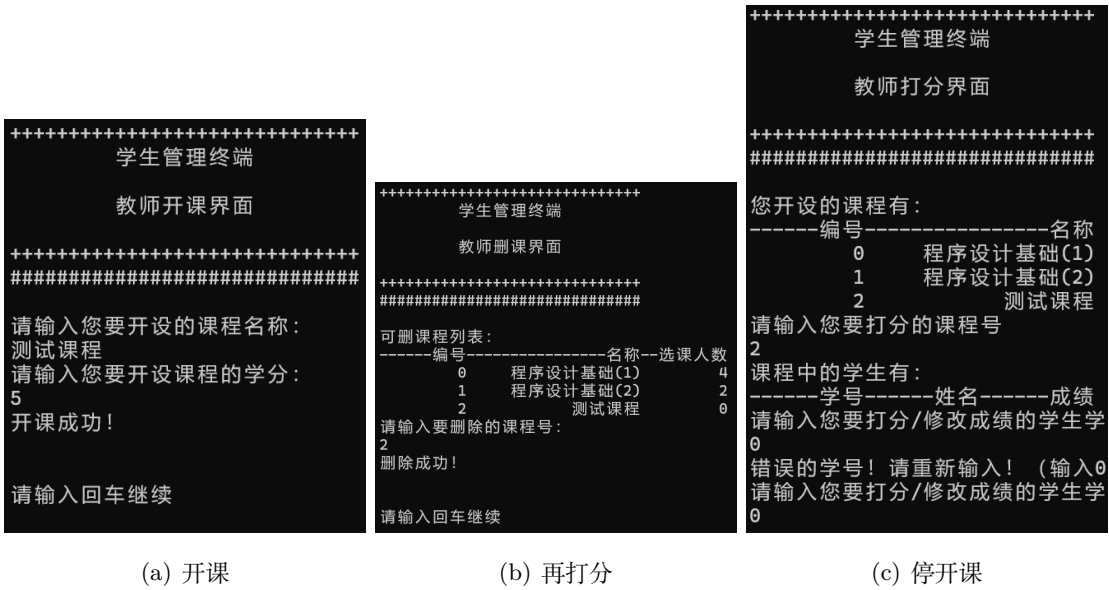 ++++++++++++++++++++++++++++++
学生管理终端
教师开课界面
++++++++++++++++++++++++++++++
##############################
请输入您要开设的课程名称：
测试课程
请输入您要开设课程的学分：
5
开课成功！
请输入回车继续
(a) 开课
++++++++++++++++++++++++++++++
学生管理终端
教师删课界面
++++++++++++++++++++++++++++++
##############################
可删课程列表：
------编号----------------名称--选课人数
0 程序设计基础(1) 4
1 程序设计基础(2) 2
2 测试课程 0
请输入要删除的课程号：
2
删除成功！
请输入回车继续
(b) 再打分
++++++++++++++++++++++++++++++
学生管理终端
教师打分界面
++++++++++++++++++++++++++++++
##############################
您开设的课程有：
------编号----------------名称
0 程序设计基础(1)
1 程序设计基础(2)
2 测试课程
请输入您要打分的课程号
2
课程中的学生有：
------学号------姓名------成绩
请输入您要打分/修改成绩的学生学
0
错误的学号！请重新输入！（输入0
请输入您要打分/修改成绩的学生学
0
(c) 停开课